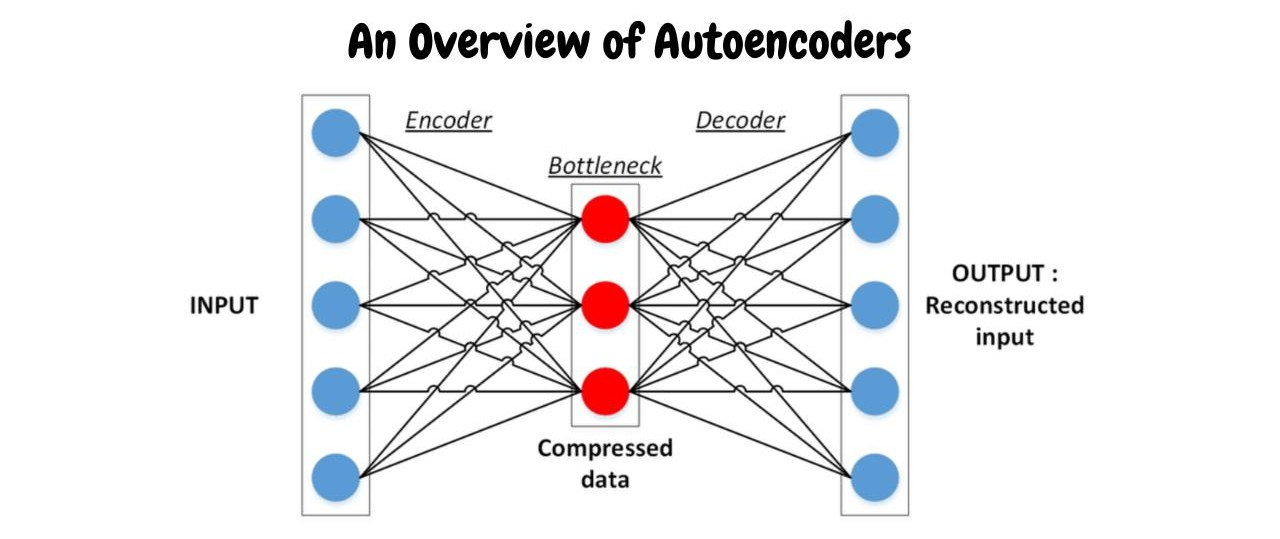 An Overview of Autoencoders
Encoder
Decoder
Bottleneck
INPUT
OUTPUT :
Reconstructed
input
Compressed
data